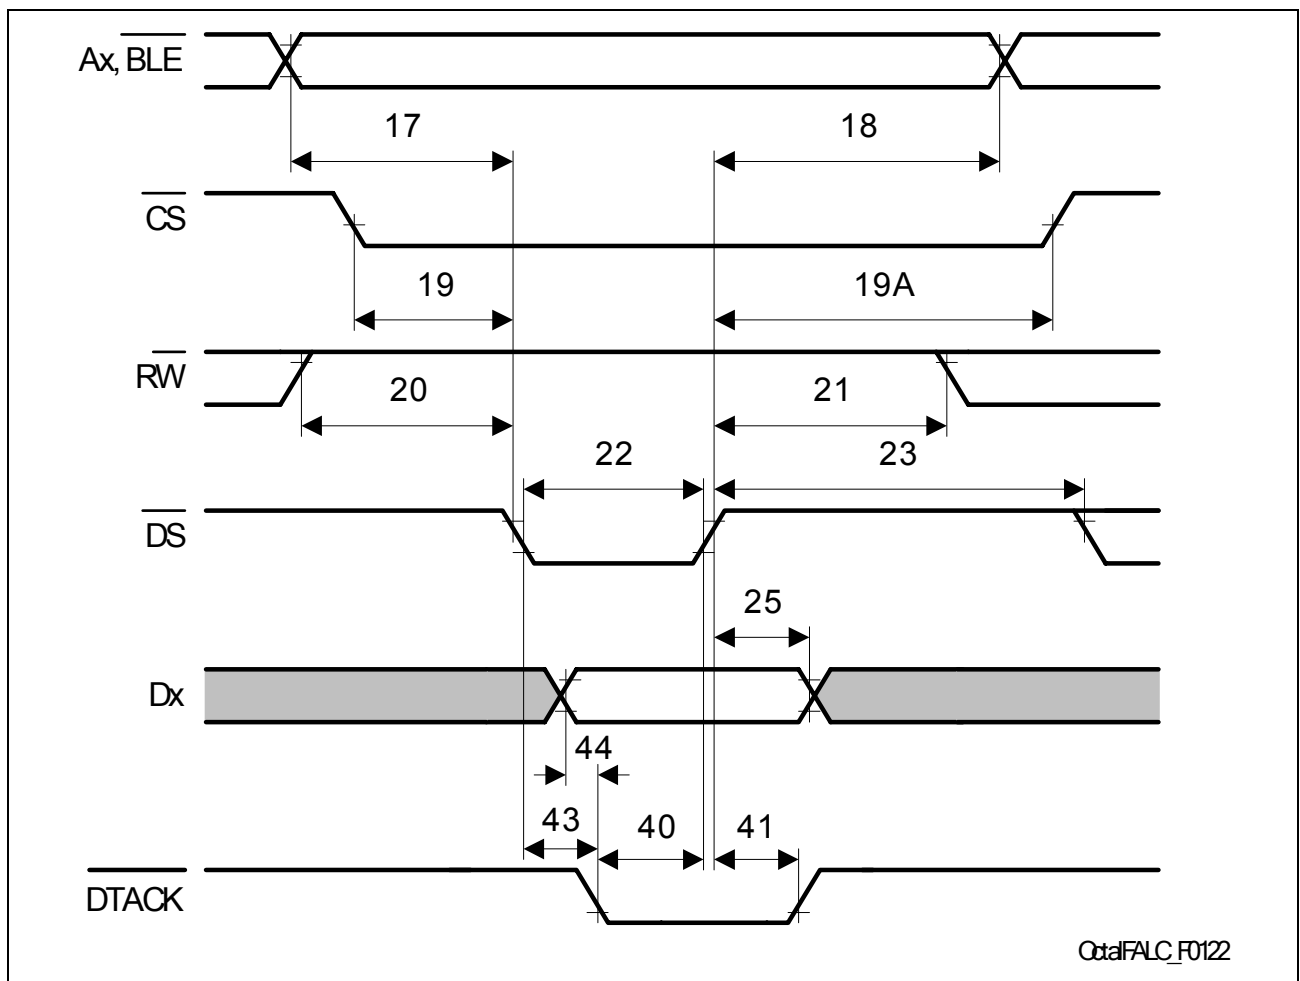 Ax, BLE
17
18
CS
19
19A
RW
20
21
22
23
DS
25
Dx
44
43
40
41
DTACK
OctalFALC_F0122